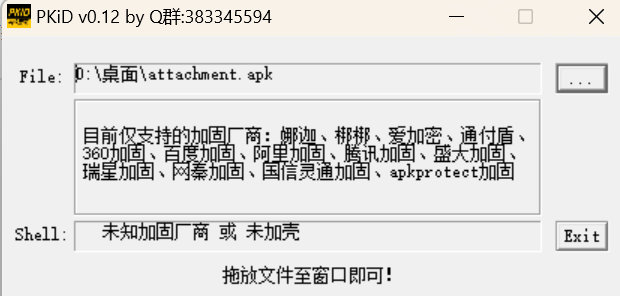 PKiD v0.12 by Q群:383345594
File: D:\桌面\attachment.apk
...
目前仅支持的加固厂商：娜迦、梆梆、爱加密、通付盾、
360加固、百度加固、阿里加固、腾讯加固、盛大加固、
瑞星加固、网秦加固、国信灵通加固、apkprotect加固
Shell: 未知加固厂商 或 未加壳
Exit
拖放文件至窗口即可!